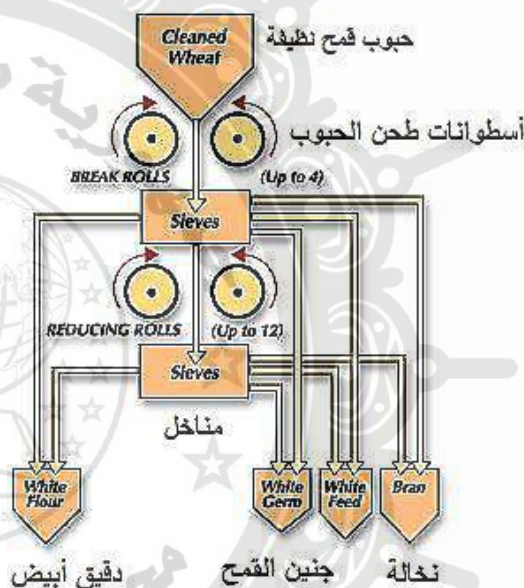 Cleaned
Wheat
حبوب قمح نظيفة
أسطوانات طحن الحبوب
BREAK ROLLS
(Up to 4)
Sieves
REDUCING ROLLS
(Up to 12)
Sieves
مناخل
White
Flour
White
Germ
White
Feed
Bran
دقيق أبيض
جنين القمح
نخالة